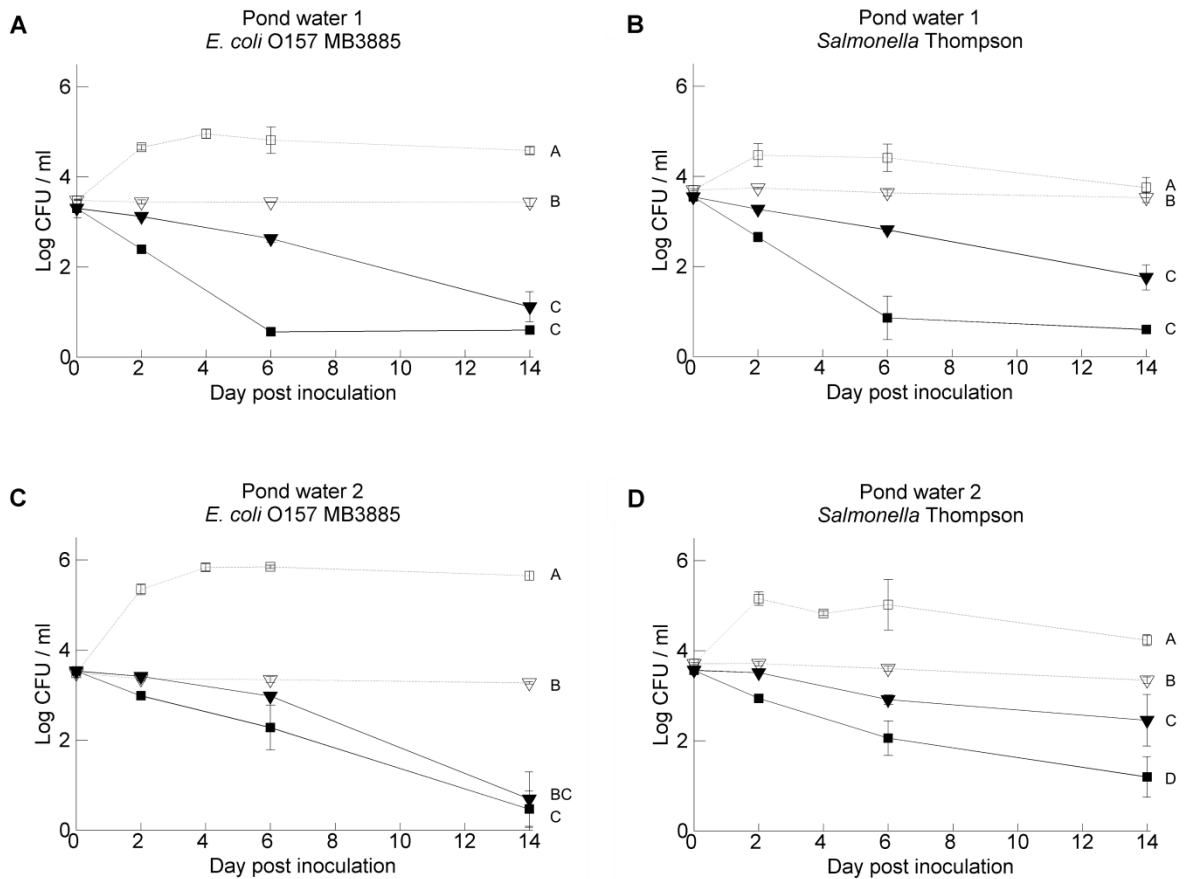 A
Pond water 1
E. coli O157 MB3885
6
4
2
0
Log CFU / ml
A
B
C
C
0 2 4 6 8 10 12 14
Day post inoculation
B
Pond water 1
Salmonella Thompson
6
4
2
0
Log CFU / ml
A
B
C
C
0 2 4 6 8 10 12 14
Day post inoculation
C
Pond water 2
E. coli O157 MB3885
6
4
2
0
Log CFU / ml
A
B
BC
C
0 2 4 6 8 10 12 14
Day post inoculation
D
Pond water 2
Salmonella Thompson
6
4
2
0
Log CFU / ml
A
B
C
D
0 2 4 6 8 10 12 14
Day post inoculation